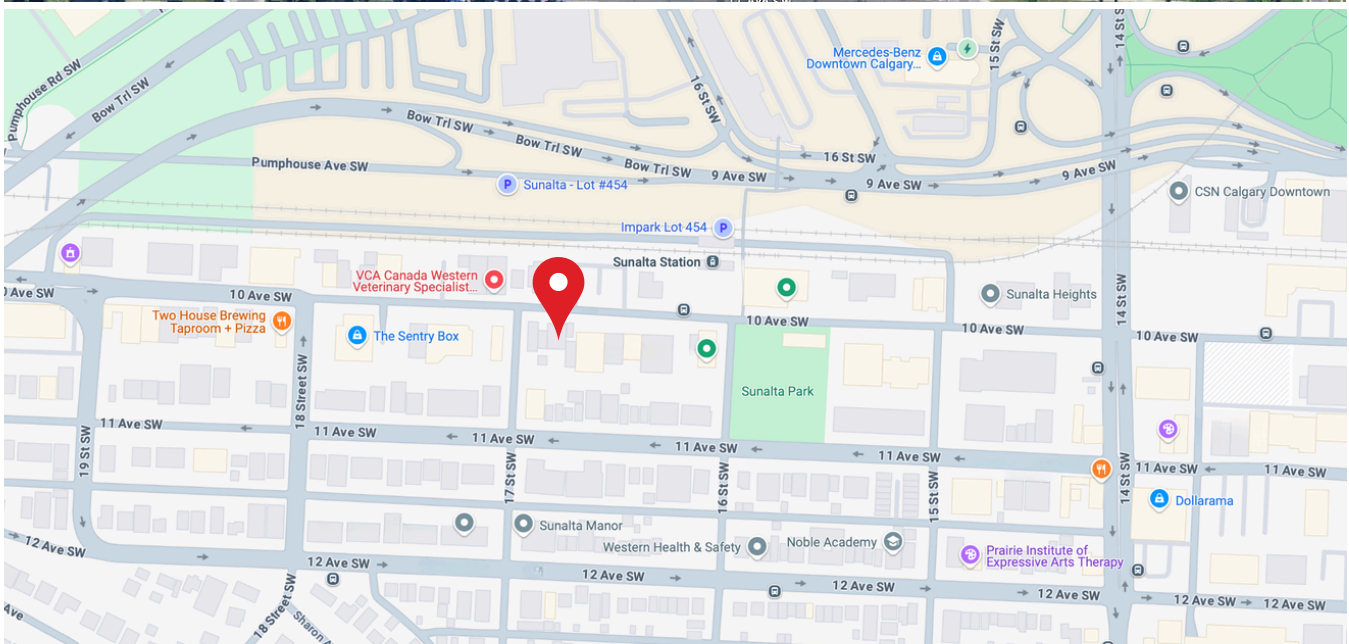 Pumphouse Rd SW
Bow Trl SW
Bow Trl SW
Bow Trl SW
Bow Trl SW
Pumphouse Ave SW
16 St SW
Mercedes-Benz
Downtown Calgary...
15 St SW
14 St SW
16 St SW
9 Ave SW
9 Ave SW
9 Ave SW
P
Sunalta - Lot #454
CSN Calgary Downtown
Impark Lot 454
P
Sunalta Station
VCA Canada Western
Veterinary Specialist...
Ave SW
10 Ave SW
Two House Brewing
Taproom + Pizza
The Sentry Box
10 Ave SW
Sunalta Heights
10 Ave SW
10 Ave SW
14 St SW
18 Street SW
Sunalta Park
11 Ave SW
11 Ave SW
11 Ave SW
11 Ave SW
11 Ave SW
11 Ave SW
11 Ave SW
19 St SW
17 St SW
16 St SW
15 St SW
14 St SW
Dollarama
Sunalta Manor
Western Health & Safety
Noble Academy
Prairie Institute of
Expressive Arts Therapy
12 Ave SW
12 Ave SW
12 Ave SW
12 Ave SW
12 Ave SW
12 Ave SW
12 Ave SW
18 Street SW
Sharon A
Ave